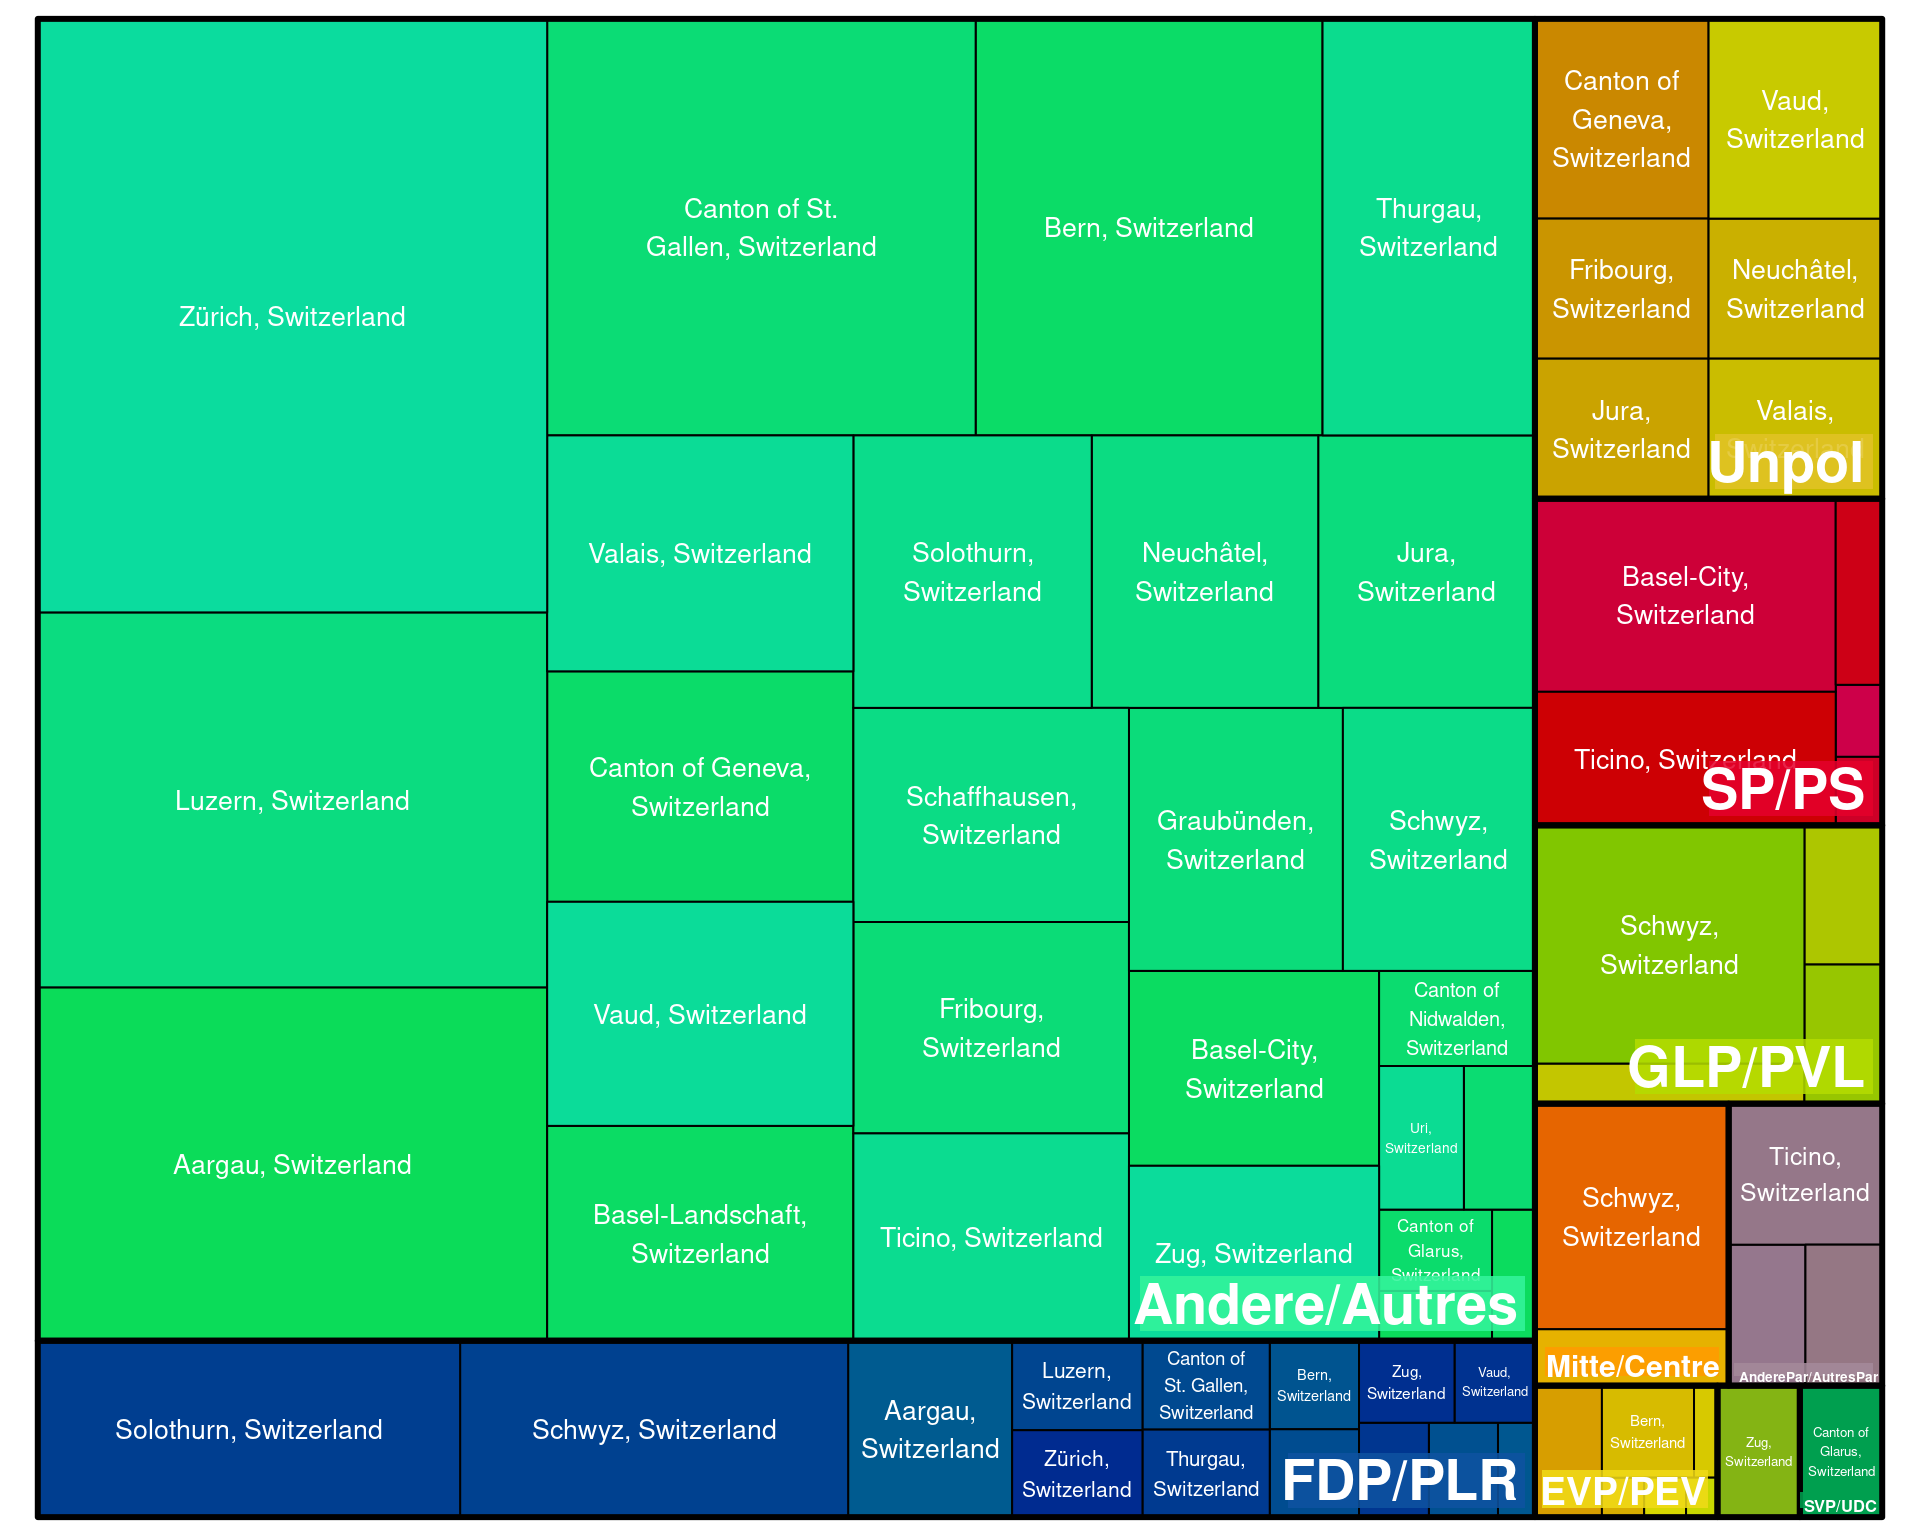 Zürich, Switzerland
Luzern, Switzerland
Aargau, Switzerland
Canton of St.
Gallen, Switzerland
Bern, Switzerland
Thurgau,
Switzerland
Valais, Switzerland
Canton of Geneva,
Switzerland
Vaud, Switzerland
Basel-Landschaft,
Switzerland
Solothurn,
Switzerland
Neuchâtel,
Switzerland
Jura,
Switzerland
Schaffhausen,
Switzerland
Fribourg,
Switzerland
Ticino, Switzerland
Graubünden,
Switzerland
Schwyz,
Switzerland
Basel-City,
Switzerland
Zug, Switzerland
Canton of
Nidwalden,
Switzerland
Uri,
Switzerland
Canton of
Glarus,
Switzerland
Andere/Autres
Solothurn, Switzerland
Schwyz, Switzerland
Aargau,
Switzerland
Luzern,
Switzerland
Zürich,
Switzerland
Canton of
St. Gallen,
Switzerland
Thurgau,
Switzerland
Bern,
Switzerland
Zug,
Switzerland
Vaud,
Switzerland
FDP/PLR
Canton of
Geneva,
Switzerland
Vaud,
Switzerland
Fribourg,
Switzerland
Neuchâtel,
Switzerland
Jura,
Switzerland
Valais,
Switzerland
Unpol
Basel-City,
Switzerland
Ticino, Switzerland
SP/PS
Schwyz,
Switzerland
GLP/PVL
Schwyz,
Switzerland
Mitte/Centre
Ticino,
Switzerland
AnderePar/AutresPar
Bern,
Switzerland
EVP/PEV
Zug,
Switzerland
Canton of
Glarus,
Switzerland
SVP/UDC